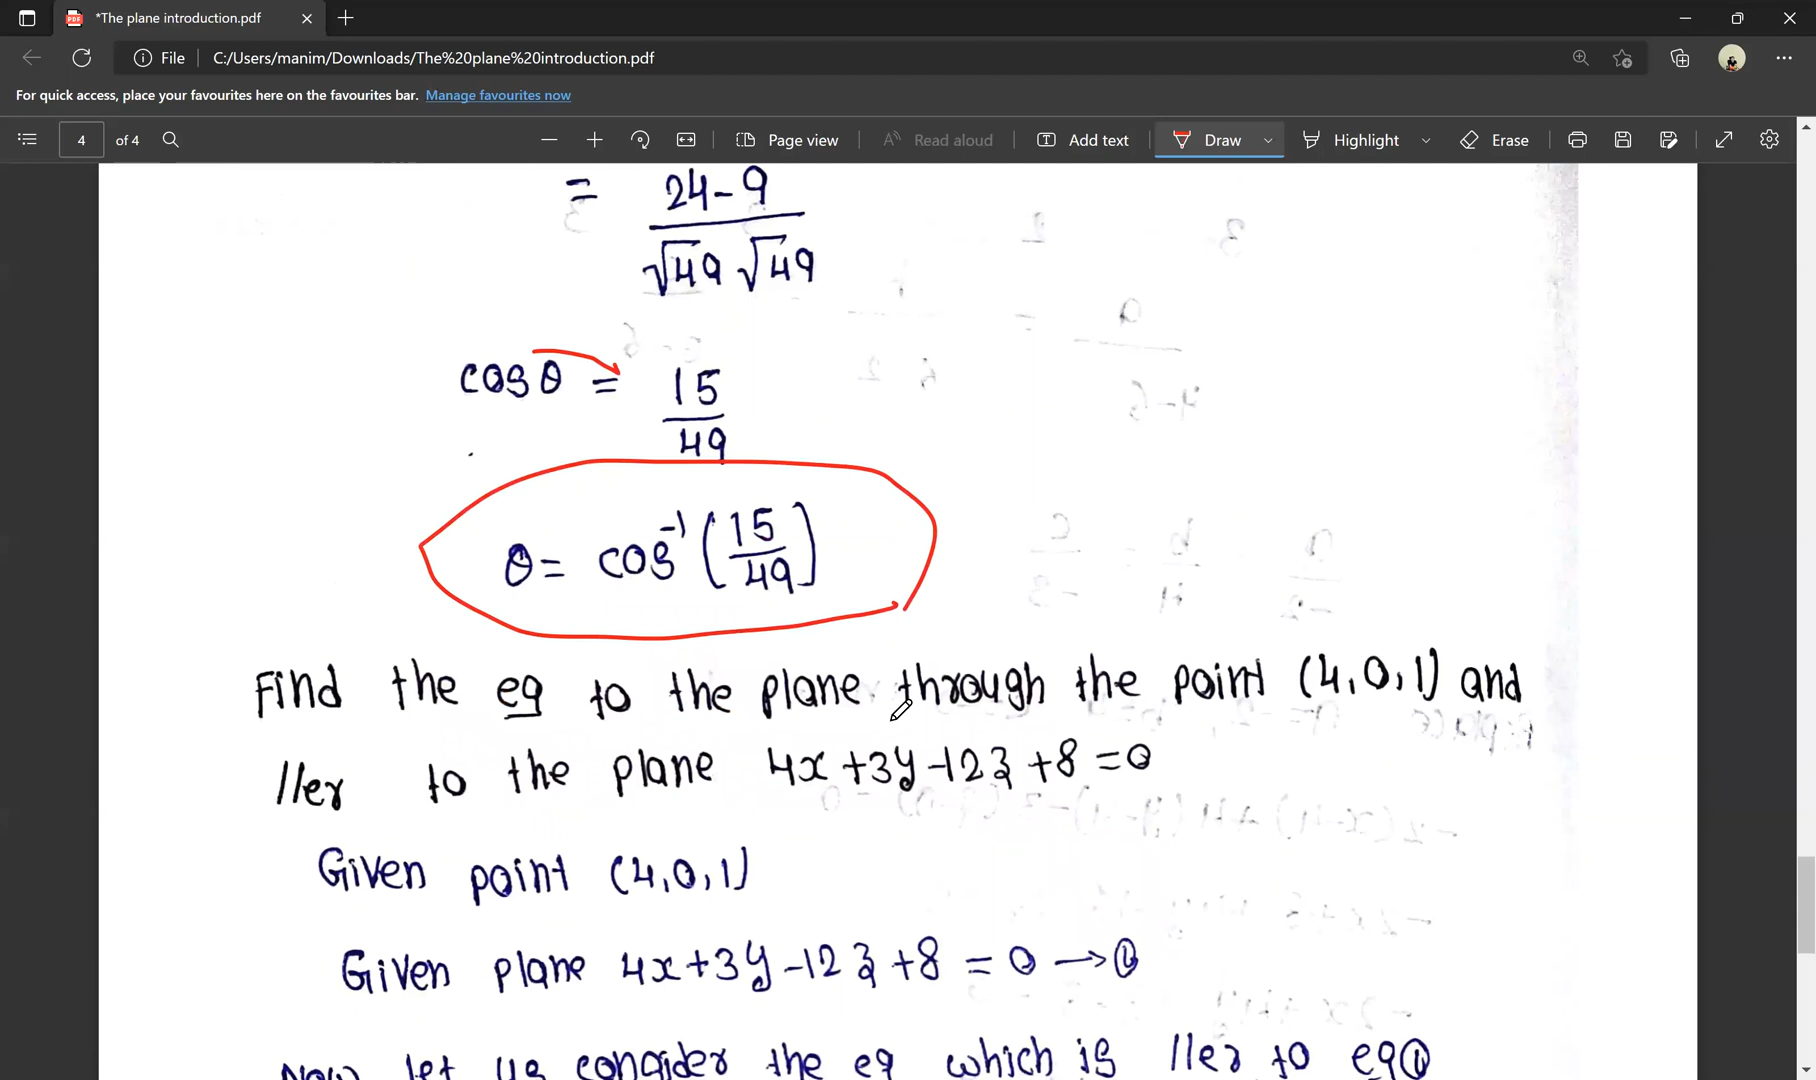 *The plane introduction.pdf
File C:/Users/manim/Downloads/The%20plane%20introduction.pdf
For quick access, place your favourites here on the favourites bar. Manage favourites now
4 of 4 Page view Read aloud Add text Draw Highlight Erase
= 24-9
√49 √49
cosθ = 15
49
θ = cos⁻¹ (15/49)
Find the eq to the plane through the point (4,0,1) and
ller to the plane 4x+3y-12z+8=0
Given point (4,0,1)
Given plane 4x+3y-12z+8 = 0 → ①
Now let us consider the eq which is ller to eq①